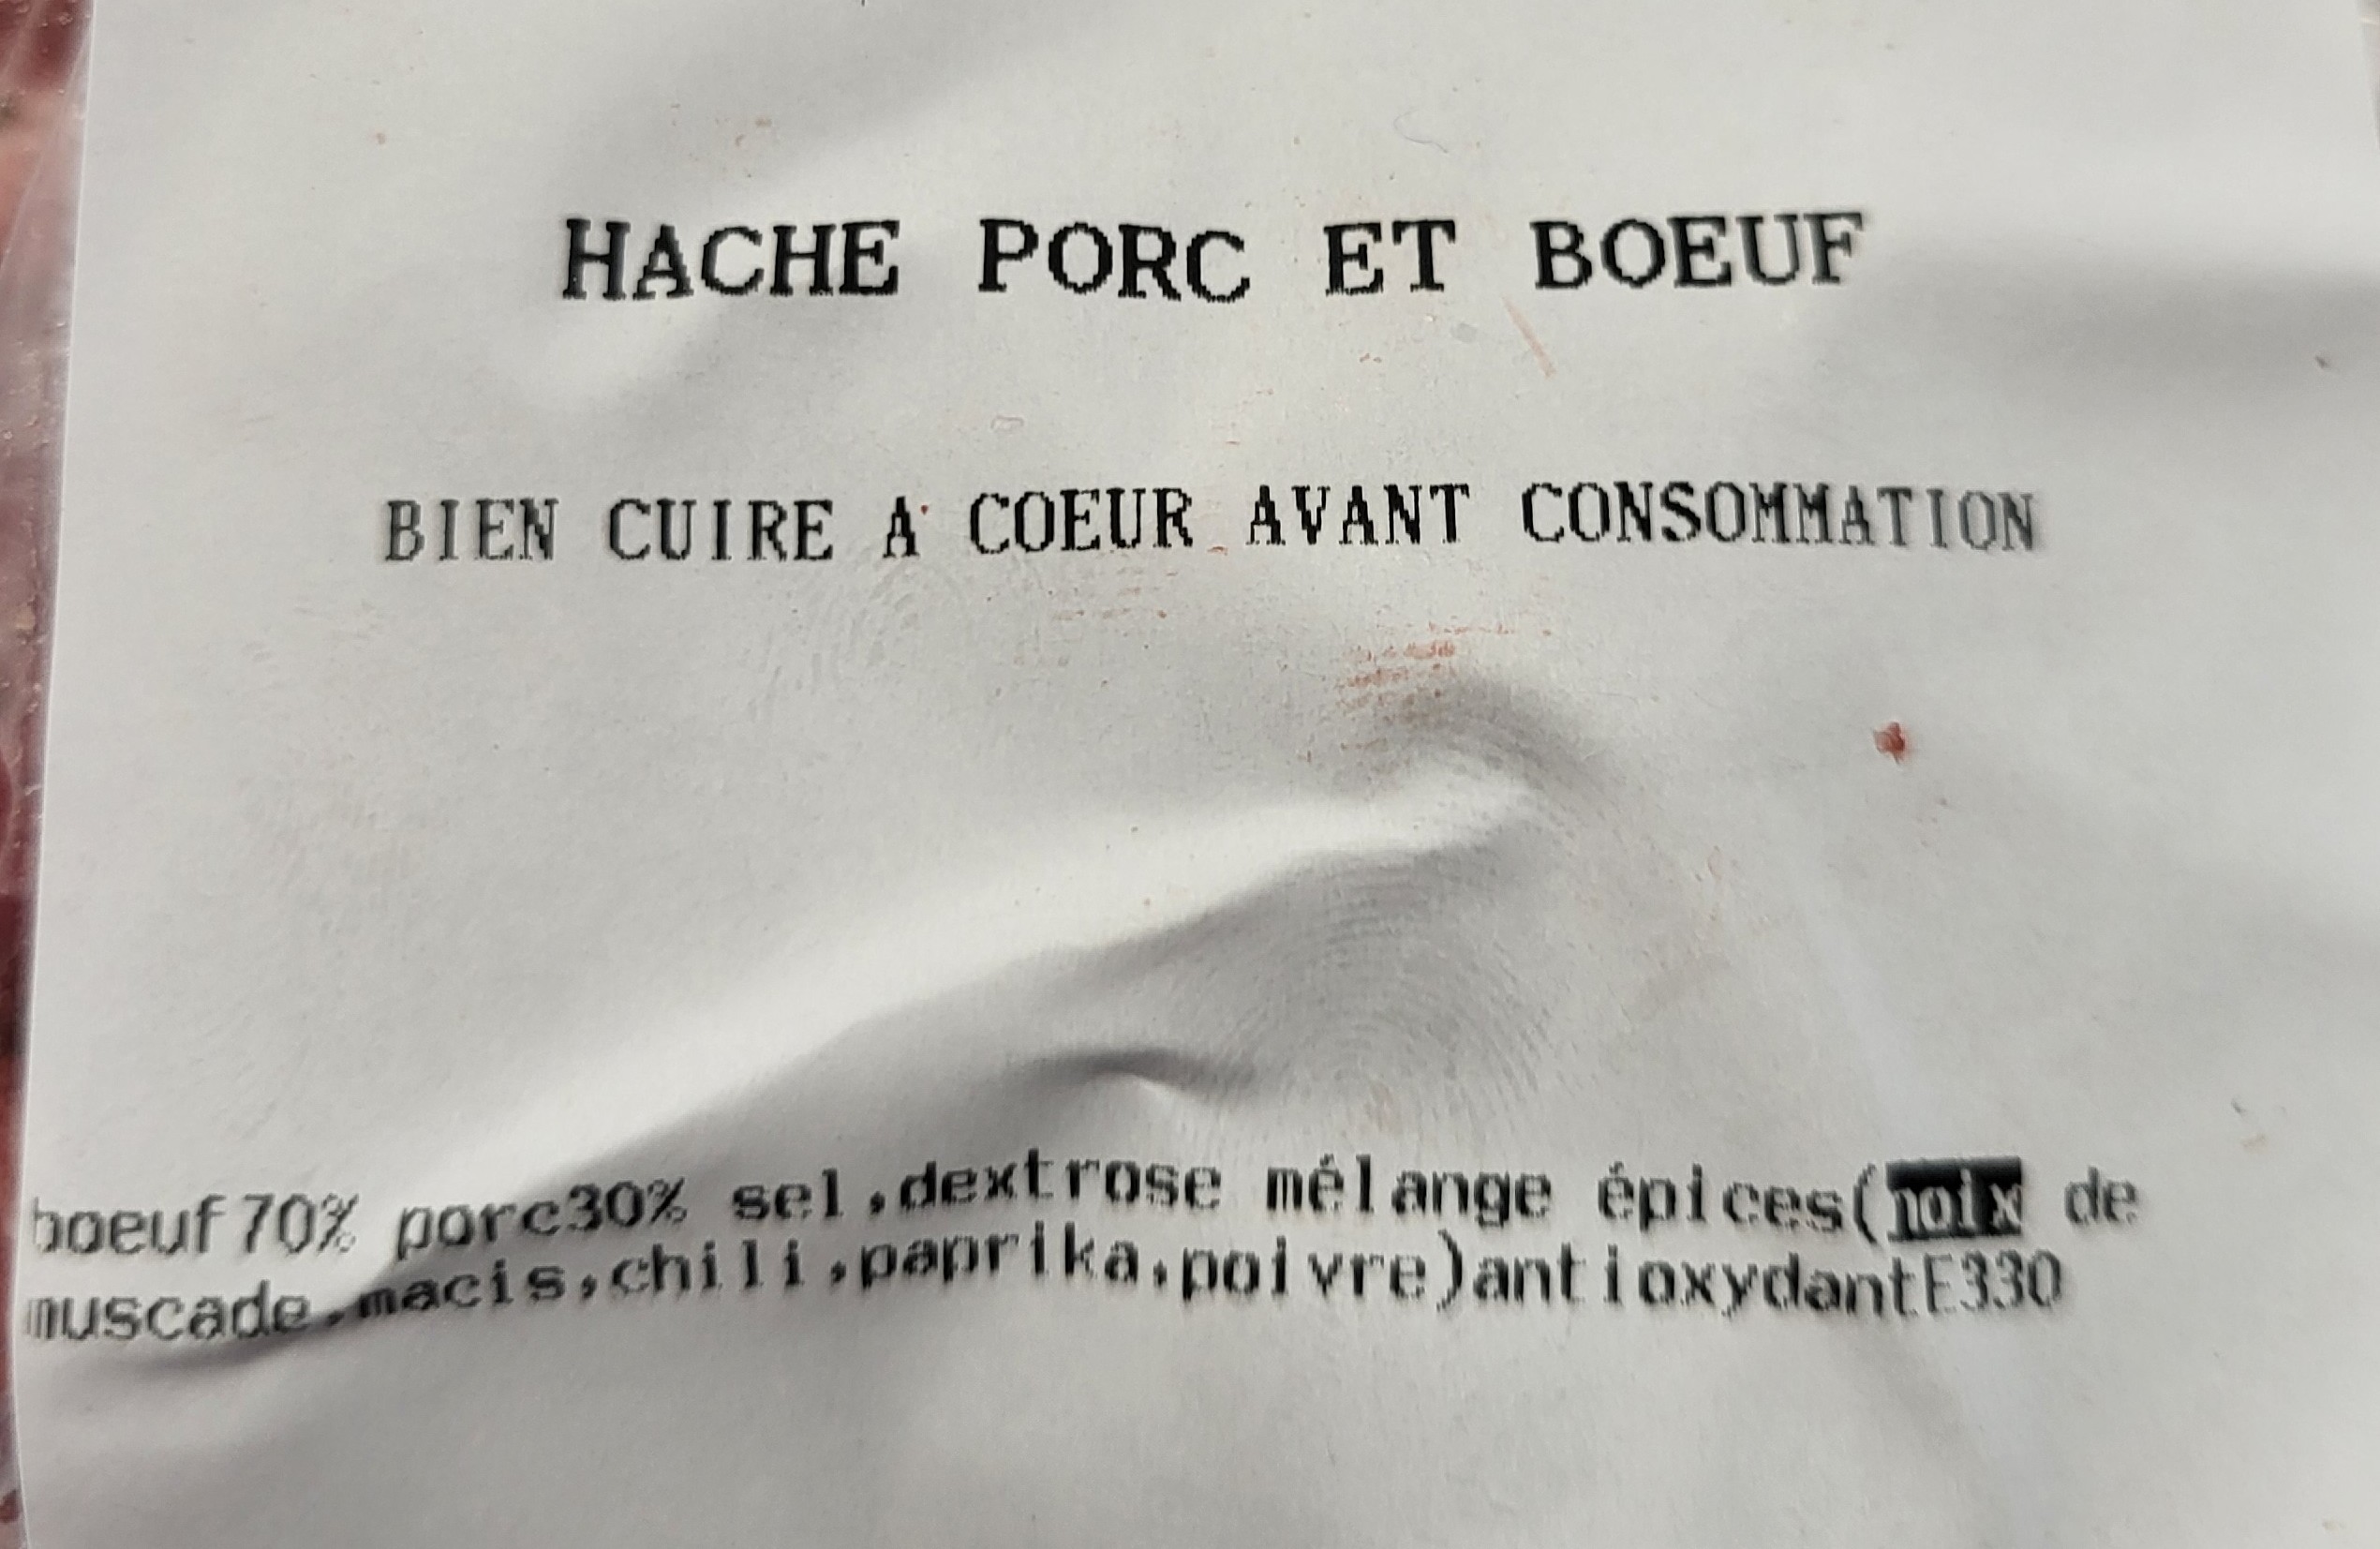 HACHE PORC ET BOEUF
BIEN CUIRE A COEUR AVANT CONSOMMATION
boeuf70% porc30% sel,dextrose mélange épices(noix de
muscade,macis,chili,paprika,poivre)antioxydantE330